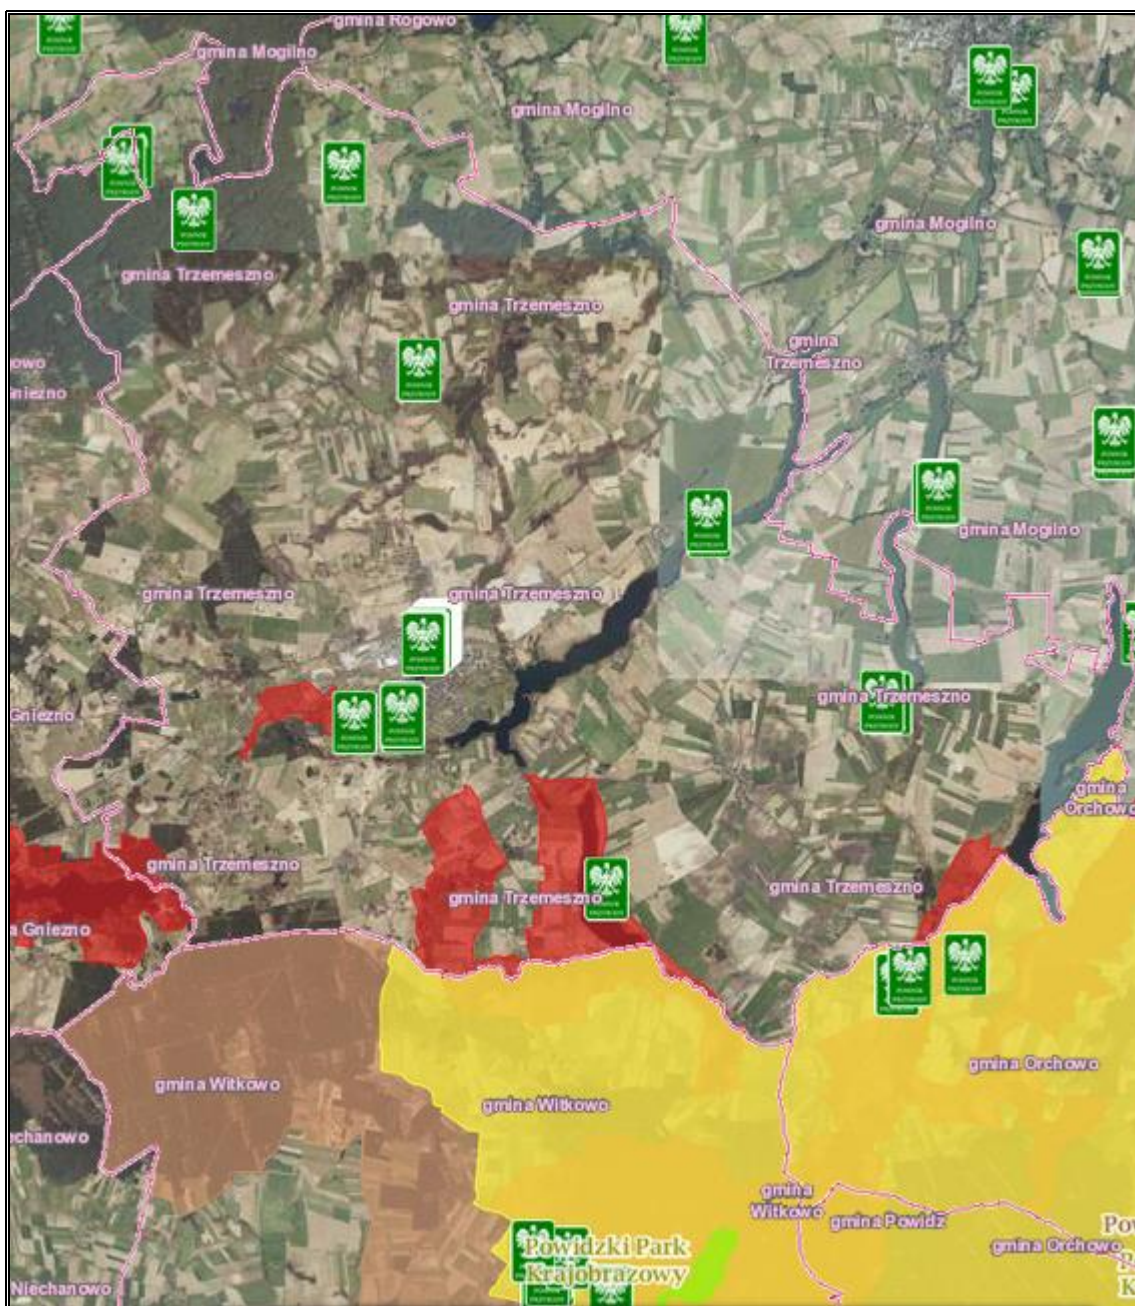 gmina Rogowo
gmina Mogilno
gmina Mogilno
gmina Mogilno
gmina Trzemeszno
gmina Trzemeszno
gmina
Trzemeszno
owo
niezno
gmina Mogilno
gmina Trzemeszno
gmina Trzemeszno
gmina Trzemeszno
Gniezno
gmina
Orchowo
gmina Trzemeszno
gmina Trzemeszno
gmina Trzemeszno
a Gniezno
gmina Orchowo
gmina Witkowo
gmina Witkowo
echanowo
gmina
Witkowo
gmina Powidz
Pow
Powidzki Park
Krajobrazowy
gmina Orchowo
P
K
Niechanowo
POMNIK
PRZYRODY